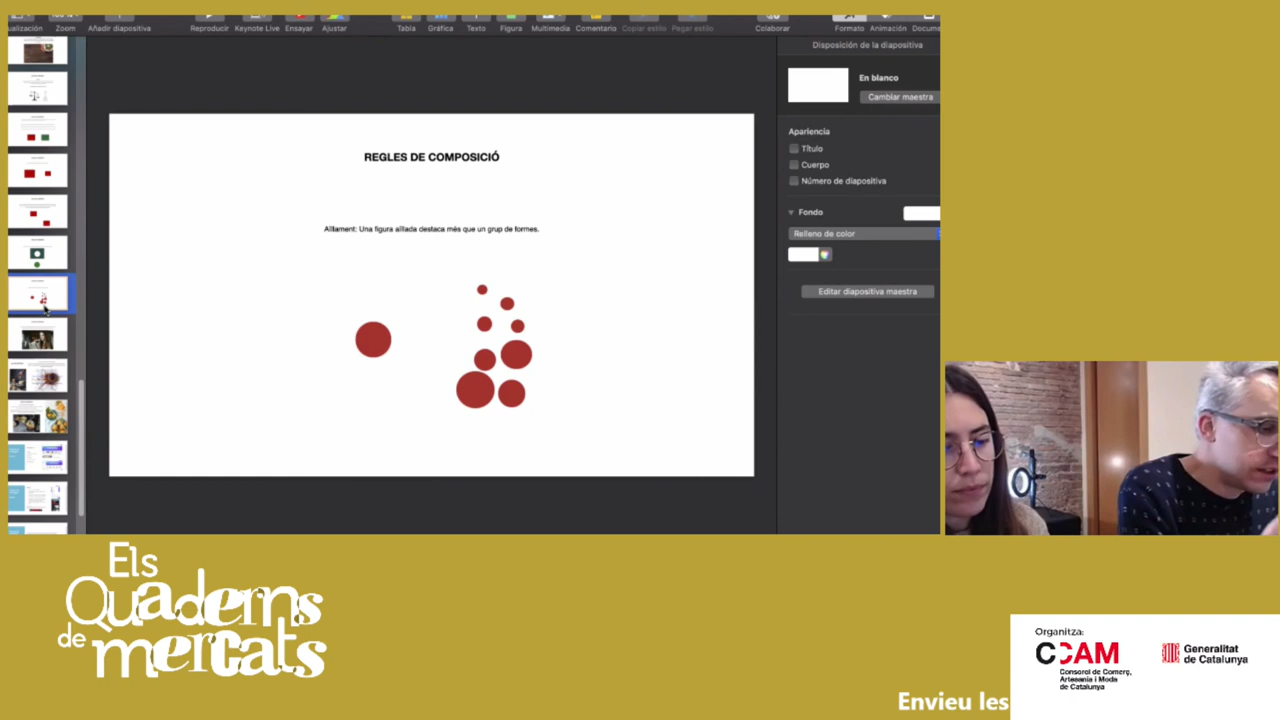 ualización
Zoom
Añadir diapositiva
Reproducir
Keynote Live
Ensayar
Ajustar
Tabla
Gráfica
Texto
Figura
Multimedia
Comentario
Copiar estilo
Pegar estilo
Colaborar
Formato
Animación
Docume
Disposición de la diapositiva
En blanco
Cambiar maestra
Apariencia
Título
Cuerpo
Número de diapositiva
Fondo
Relleno de color
Editar diapositiva maestra
REGLES DE COMPOSICIÓ
Aïllament: Una figura aïllada destaca més que un grup de formes.
Els
Quaderns
de mercats
Organitza:
CCAM
Consorci de Comerç,
Artesania i Moda
de Catalunya
Generalitat
de Catalunya
Envieu les